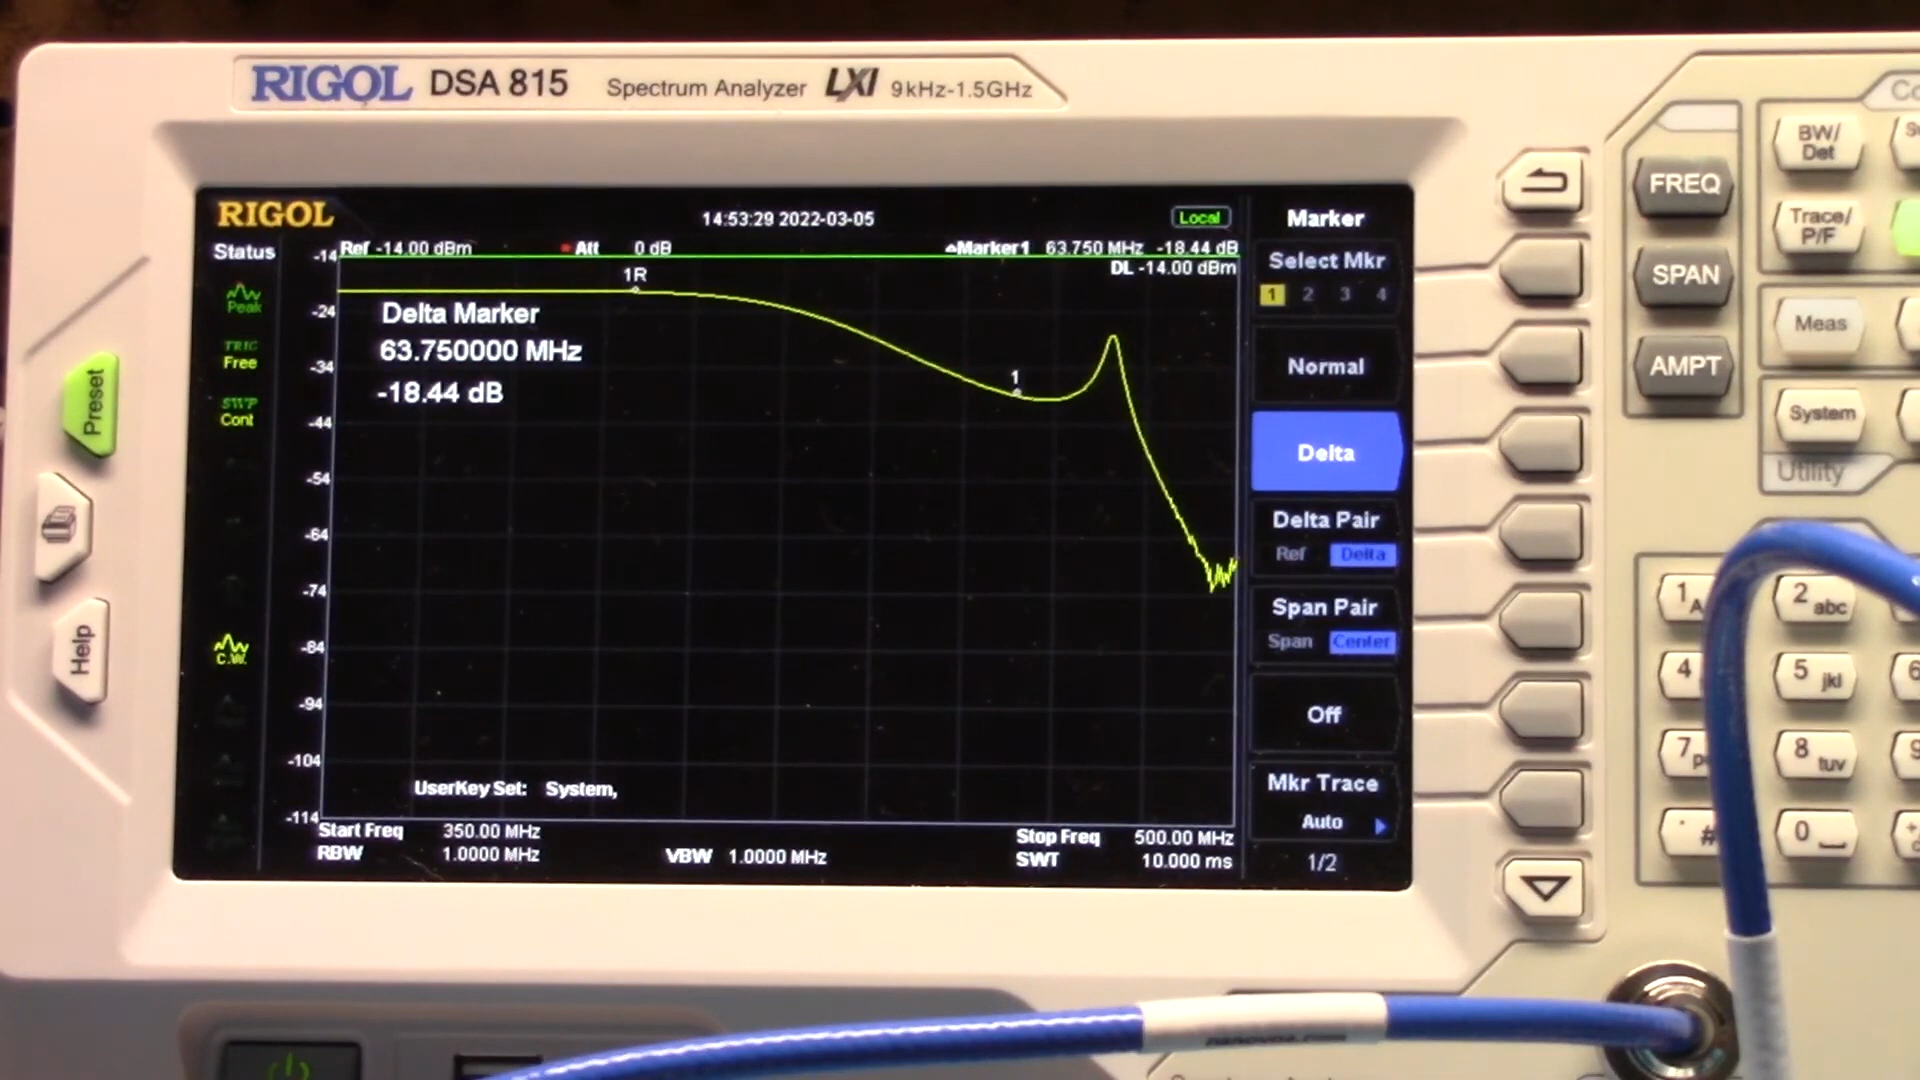 RIGOL DSA 815 Spectrum Analyzer LXI 9kHz-1.5GHz
RIGOL 14:53:29 2022-03-05 Local
Status
Ref -14.00 dBm Att 0 dB Marker1 63.750 MHz -18.44 dB
DL -14.00 dBm
1R
Delta Marker
63.750000 MHz
-18.44 dB
1
-14
-24
-34
-44
-54
-64
-74
-84
-94
-104
-114
Peak
TRIG
Free
SWP
Cont
C.W.
UserKey Set: System,
Start Freq 350.00 MHz
Stop Freq 500.00 MHz
RBW 1.0000 MHz
VBW 1.0000 MHz
SWT 10.000 ms
Marker
Select Mkr
1 2 3 4
Normal
Delta
Delta Pair
Ref Delta
Span Pair
Span Center
Off
Mkr Trace
Auto
1/2
Preset
Help
FREQ
SPAN
AMPT
BW/
Det
Trace/
P/F
Meas
System
Utility
1
2 abc
4
5 jkl
7
8 tuv
. #
0